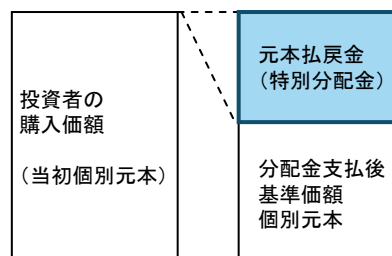 投資者の
購入価額
（当初個別元本）
元本払戻金
（特別分配金）
分配金支払後
基準価額
個別元本